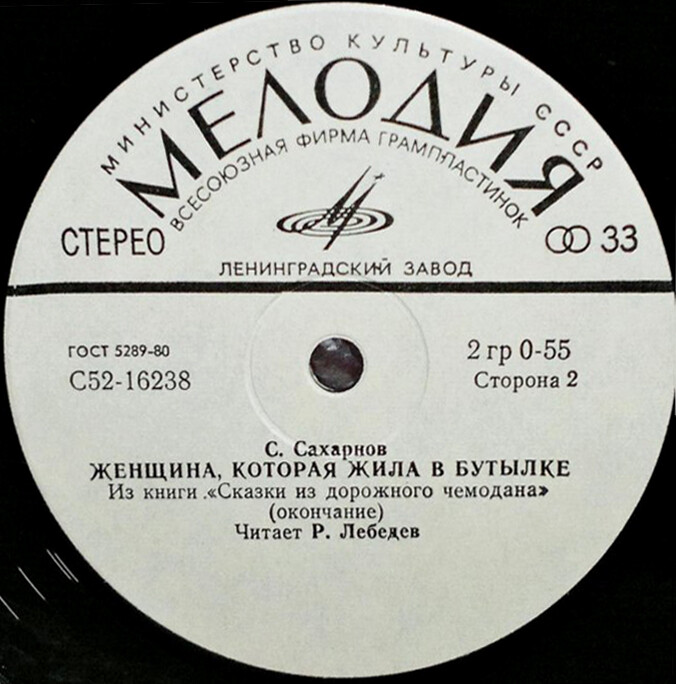 МИНИСТЕРСТВО КУЛЬТУРЫ СССР
МЕЛОДИЯ
ВСЕСОЮЗНАЯ ФИРМА ГРАМПЛАСТИНОК
СТЕРЕО
33
ЛЕНИНГРАДСКИЙ ЗАВОД
ГОСТ 5289-80
2 гр 0-55
С52-16238
Сторона 2
С. Сахарнов
ЖЕНЩИНА, КОТОРАЯ ЖИЛА В БУТЫЛКЕ
Из книги «Сказки из дорожного чемодана»
(окончание)
Читает Р. Лебедев